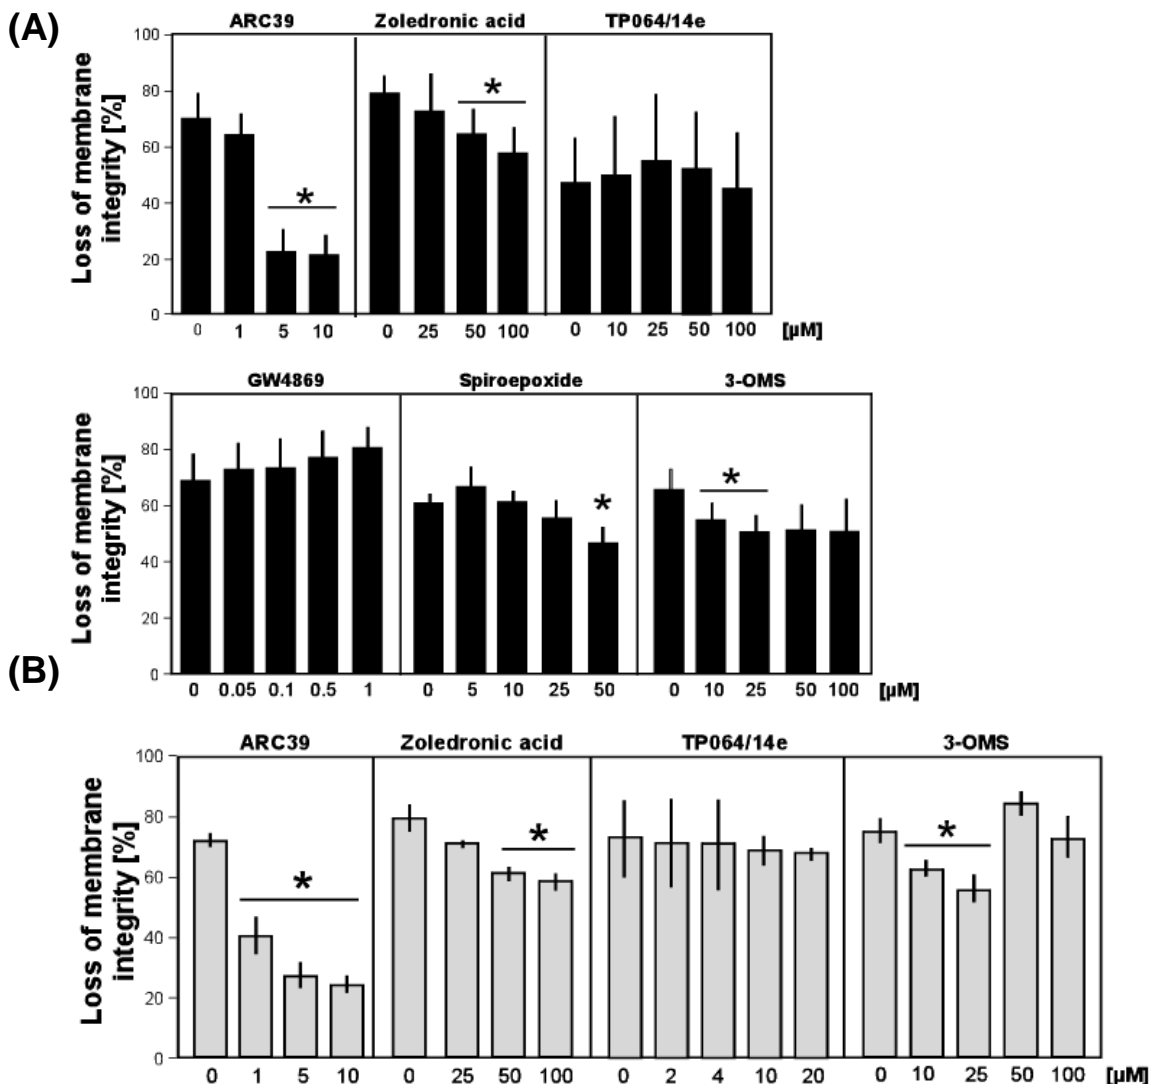 (A)
ARC39 Zoledronic acid TP064/14e
Loss of membrane
integrity [%]
100
80
60
40
20
0
*
*
0 1 5 10 0 25 50 100 0 10 25 50 100 [µM]
GW4869 Spiroepoxide 3-OMS
Loss of membrane
integrity [%]
100
80
60
40
20
0
*
*
0 0.05 0.1 0.5 1 0 5 10 25 50 0 10 25 50 100 [µM]
(B)
ARC39 Zoledronic acid TP064/14e 3-OMS
Loss of membrane
integrity [%]
100
80
60
40
20
0
*
*
*
0 1 5 10 0 25 50 100 0 2 4 10 20 0 10 25 50 100 [µM]